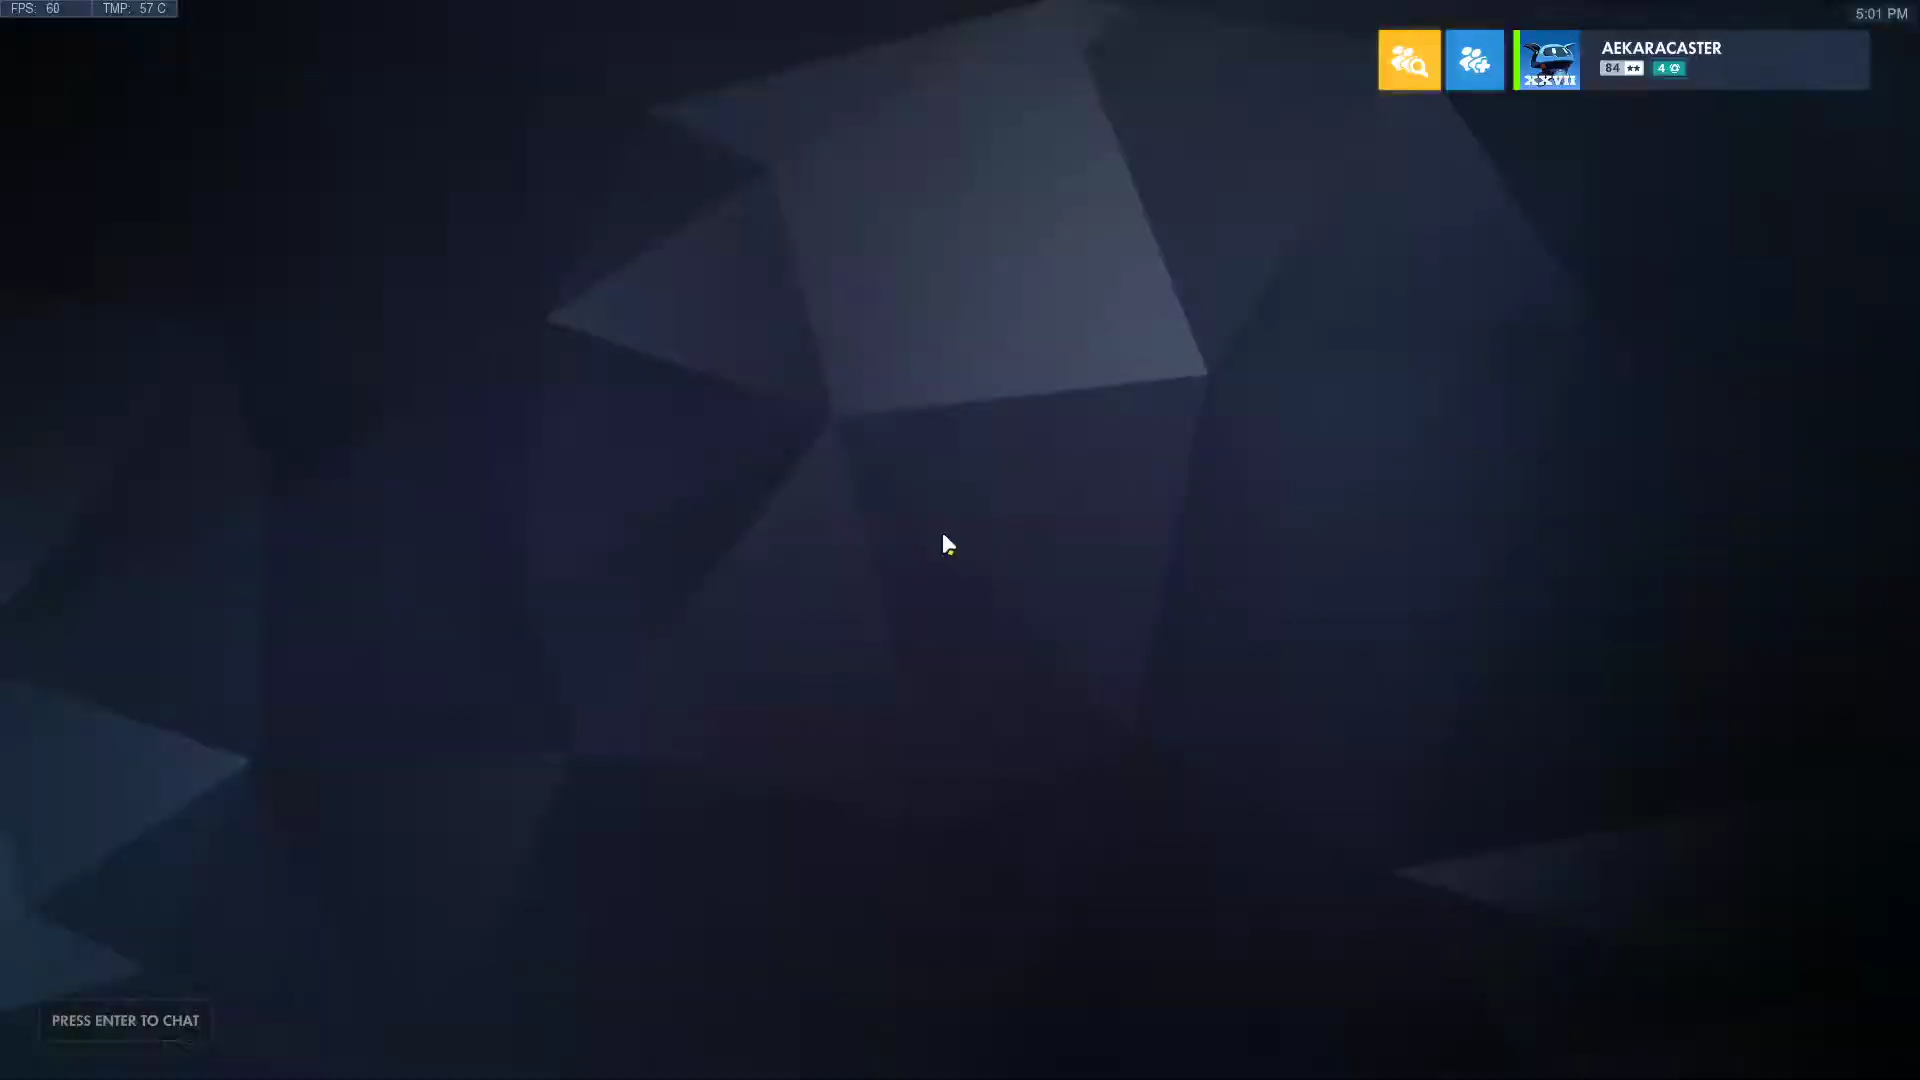 FPS: 60 TMP: 57 C
5:01 PM
AEKARACASTER
84 4
XXVII
PRESS ENTER TO CHAT